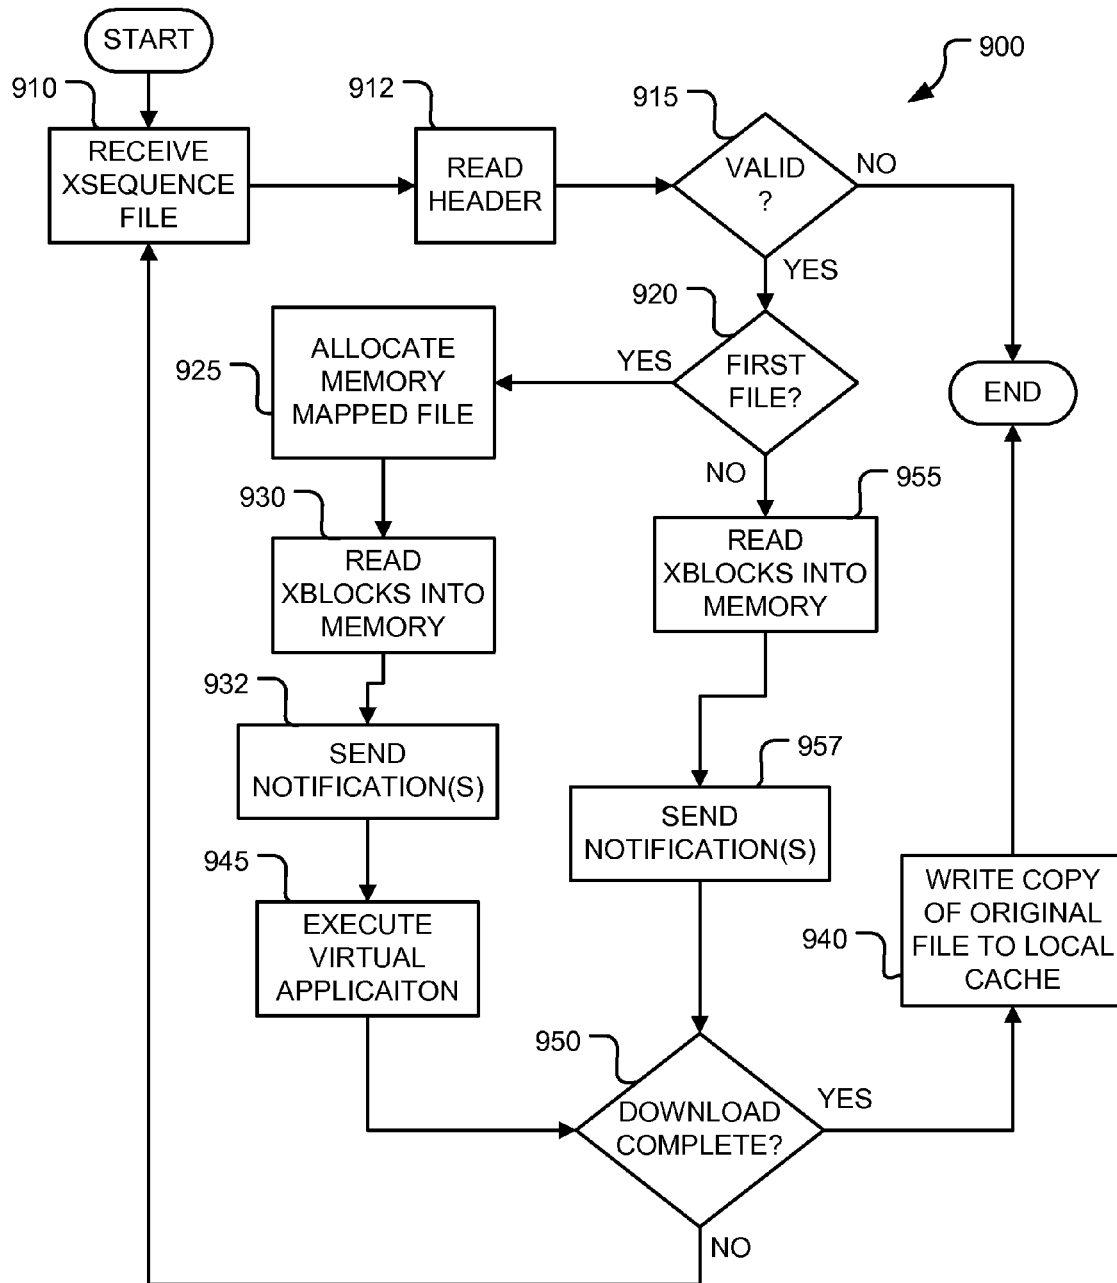 START
900
910
912
915
RECEIVE
XSEQUENCE
FILE
READ
HEADER
VALID
?
NO
YES
920
925
ALLOCATE
MEMORY
MAPPED FILE
YES
FIRST
FILE?
END
NO
930
955
READ
XBLOCKS INTO
MEMORY
READ
XBLOCKS INTO
MEMORY
932
957
SEND
NOTIFICATION(S)
SEND
NOTIFICATION(S)
945
EXECUTE
VIRTUAL
APPLICAITON
940
WRITE COPY
OF ORIGINAL
FILE TO LOCAL
CACHE
950
DOWNLOAD
COMPLETE?
YES
NO